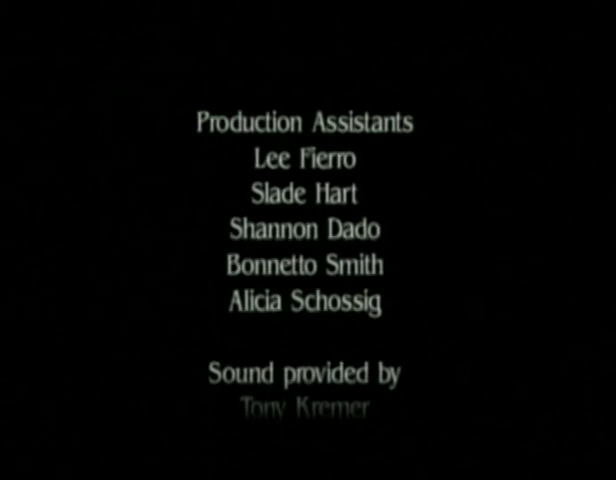 Production Assistants
Lee Fierro
Slade Hart
Shannon Dado
Bonnetto Smith
Alicia Schossig
Sound provided by
Tony Kremer